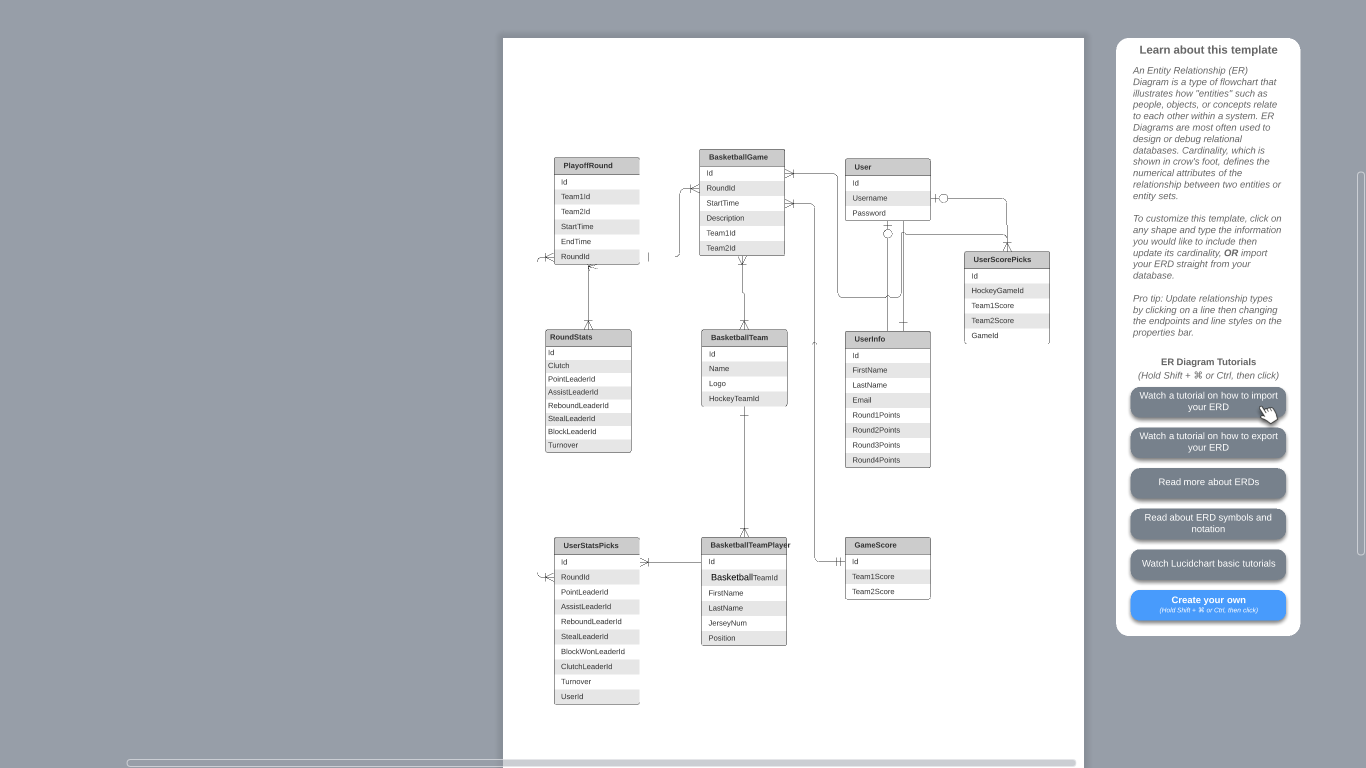 PlayoffRound
Id
Team1Id
Team2Id
StartTime
EndTime
RoundId
BasketballGame
Id
RoundId
StartTime
Description
Team1Id
Team2Id
User
Id
Username
Password
UserScorePicks
Id
HockeyGameId
Team1Score
Team2Score
GameId
RoundStats
Id
Clutch
PointLeaderId
AssistLeaderId
ReboundLeaderId
StealLeaderId
BlockLeaderId
Turnover
BasketballTeam
Id
Name
Logo
HockeyTeamId
UserInfo
Id
FirstName
LastName
Email
Round1Points
Round2Points
Round3Points
Round4Points
UserStatsPicks
Id
RoundId
PointLeaderId
AssistLeaderId
ReboundLeaderId
StealLeaderId
BlockWonLeaderId
ClutchLeaderId
Turnover
UserId
BasketballTeamPlayer
Id
BasketballTeamId
FirstName
LastName
JerseyNum
Position
GameScore
Id
Team1Score
Team2Score
Learn about this template
An Entity Relationship (ER)
Diagram is a type of flowchart that
illustrates how "entities" such as
people, objects, or concepts relate
to each other within a system. ER
Diagrams are most often used to
design or debug relational
databases. Cardinality, which is
shown in crow's foot, defines the
numerical attributes of the
relationship between two entities or
entity sets.
To customize this template, click on
any shape and type the information
you would like to include then
update its cardinality, OR import
your ERD straight from your
database.
Pro tip: Update relationship types
by clicking on a line then changing
the endpoints and line styles on the
properties bar.
ER Diagram Tutorials
(Hold Shift + ⌘ or Ctrl, then click)
Watch a tutorial on how to import
your ERD
Watch a tutorial on how to export
your ERD
Read more about ERDs
Read about ERD symbols and
notation
Watch Lucidchart basic tutorials
Create your own
(Hold Shift + ⌘ or Ctrl, then click)